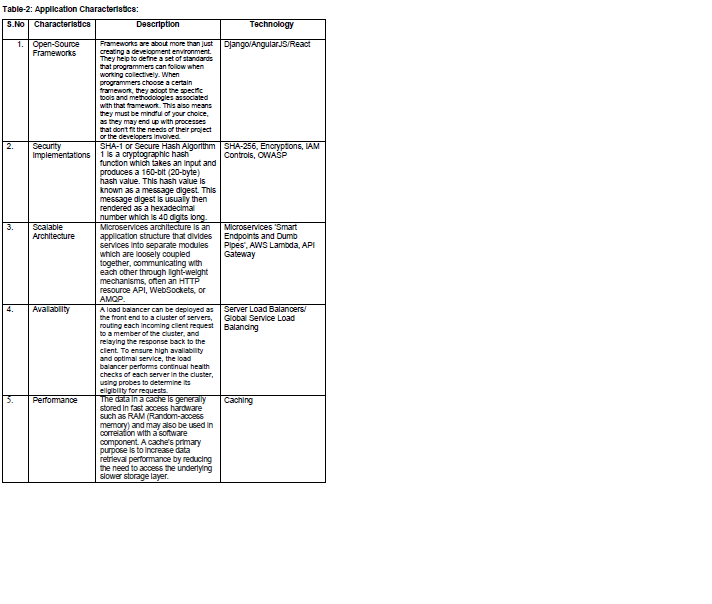 Table-2: Application Characteristics:
S.No Characteristics Description Technology
1. Open-Source Frameworks are about more than just Django/AngularJS/React
Frameworks creating a development environment.
They help to define a set of standards
that programmers can follow when
working collectively. When
programmers choose a certain
framework, they adopt the specific
tools and methodologies associated
with that framework. This also means
they must be mindful of your choice,
as they may end up with processes
that don't fit the needs of their project
or the developers involved.
2. Security SHA-1 or Secure Hash Algorithm SHA-256, Encryptions, IAM
Implementations 1 is a cryptographic hash Controls, OWASP
function which takes an input and
produces a 160-bit (20-byte)
hash value. This hash value is
known as a message digest. This
message digest is usually then
rendered as a hexadecimal
number which is 40 digits long.
3. Scalable Microservices architecture is an Microservices 'Smart
Architecture application structure that divides Endpoints and Dumb
services into separate modules Pipes', AWS Lambda, API
which are loosely coupled Gateway
together, communicating with
each other through light-weight
mechanisms, often an HTTP
resource API, WebSockets, or
AMQP.
4. Availability A load balancer can be deployed as Server Load Balancers/
the front end to a cluster of servers, Global Service Load
routing each incoming client request Balancing
to a member of the cluster, and
relaying the response back to the
client. To ensure high availability
and optimal service, the load
balancer performs continual health
checks of each server in the cluster,
using probes to determine its
eligibility for requests.
5. Performance The data in a cache is generally Caching
stored in fast access hardware
such as RAM (Random-access
memory) and may also be used in
correlation with a software
component. A cache's primary
purpose is to increase data
retrieval performance by reducing
the need to access the underlying
slower storage layer.